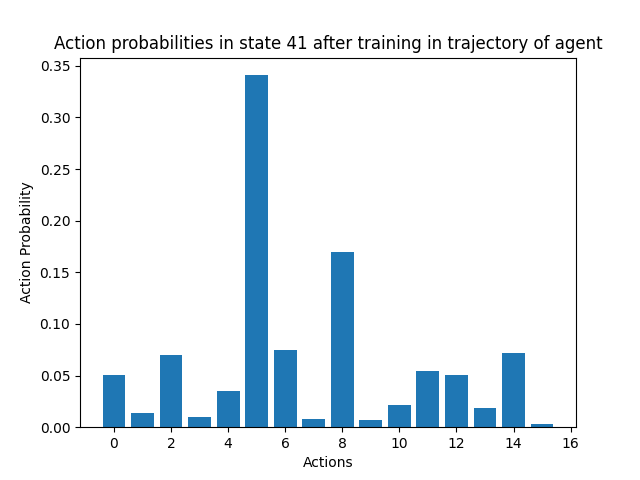 Action probabilities in state 41 after training in trajectory of agent
0.35
0.30
0.25
0.20
0.15
0.10
0.05
0.00
Action Probability
0 2 4 6 8 10 12 14 16
Actions